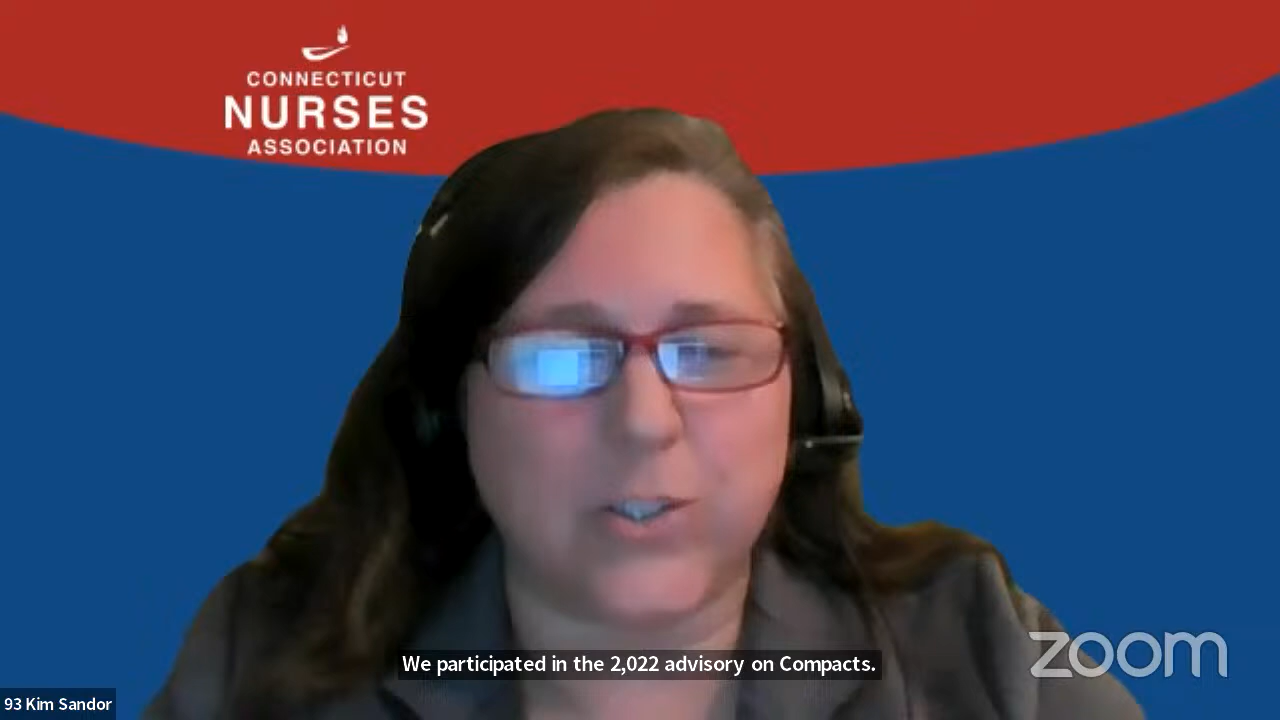 CONNECTICUT
NURSES
ASSOCIATION
We participated in the 2,022 advisory on Compacts.
zoom
93 Kim Sandor